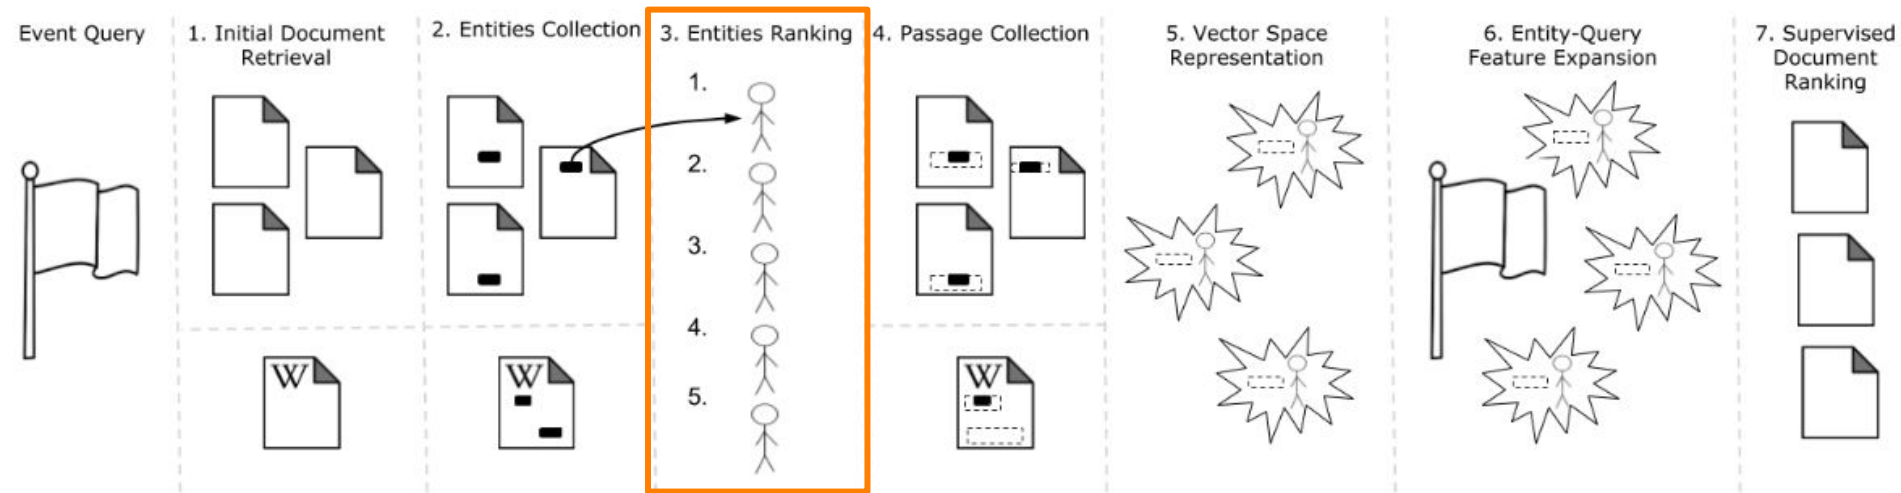 Event Query
1. Initial Document
Retrieval
2. Entities Collection
3. Entities Ranking
1.
2.
3.
4.
5.
4. Passage Collection
5. Vector Space
Representation
6. Entity-Query
Feature Expansion
7. Supervised
Document
Ranking
W
W
W